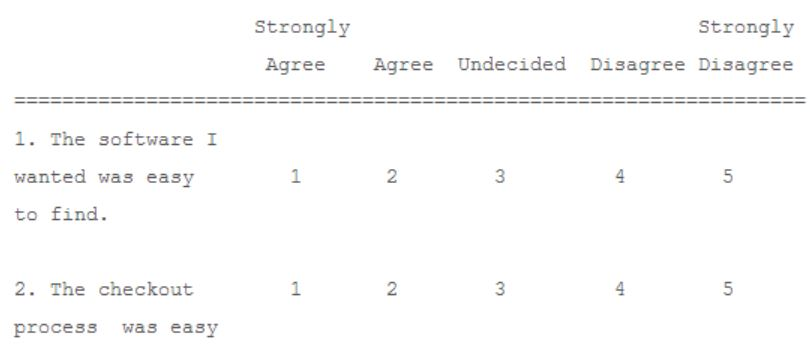 Strongly Strongly
Agree Agree Undecided Disagree Disagree
==================================================================
1. The software I
wanted was easy 1 2 3 4 5
to find.
2. The checkout 1 2 3 4 5
process was easy